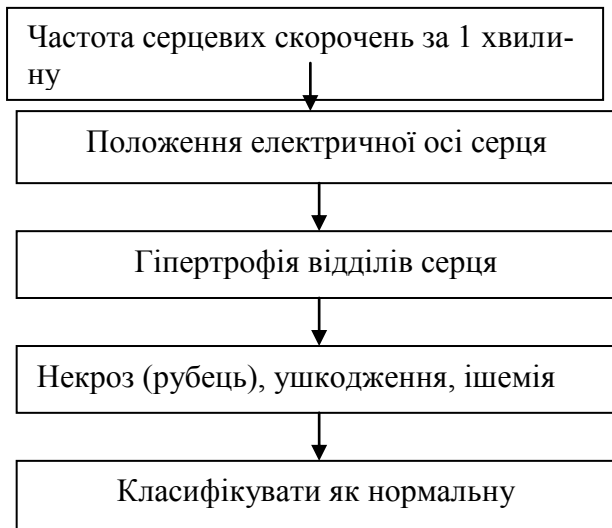 Частота серцевих скорочень за 1 хвили-
ну
Положення електричної осі серця
Гіпертрофія відділів серця
Некроз (рубець), ушкодження, ішемія
Класифікувати як нормальну